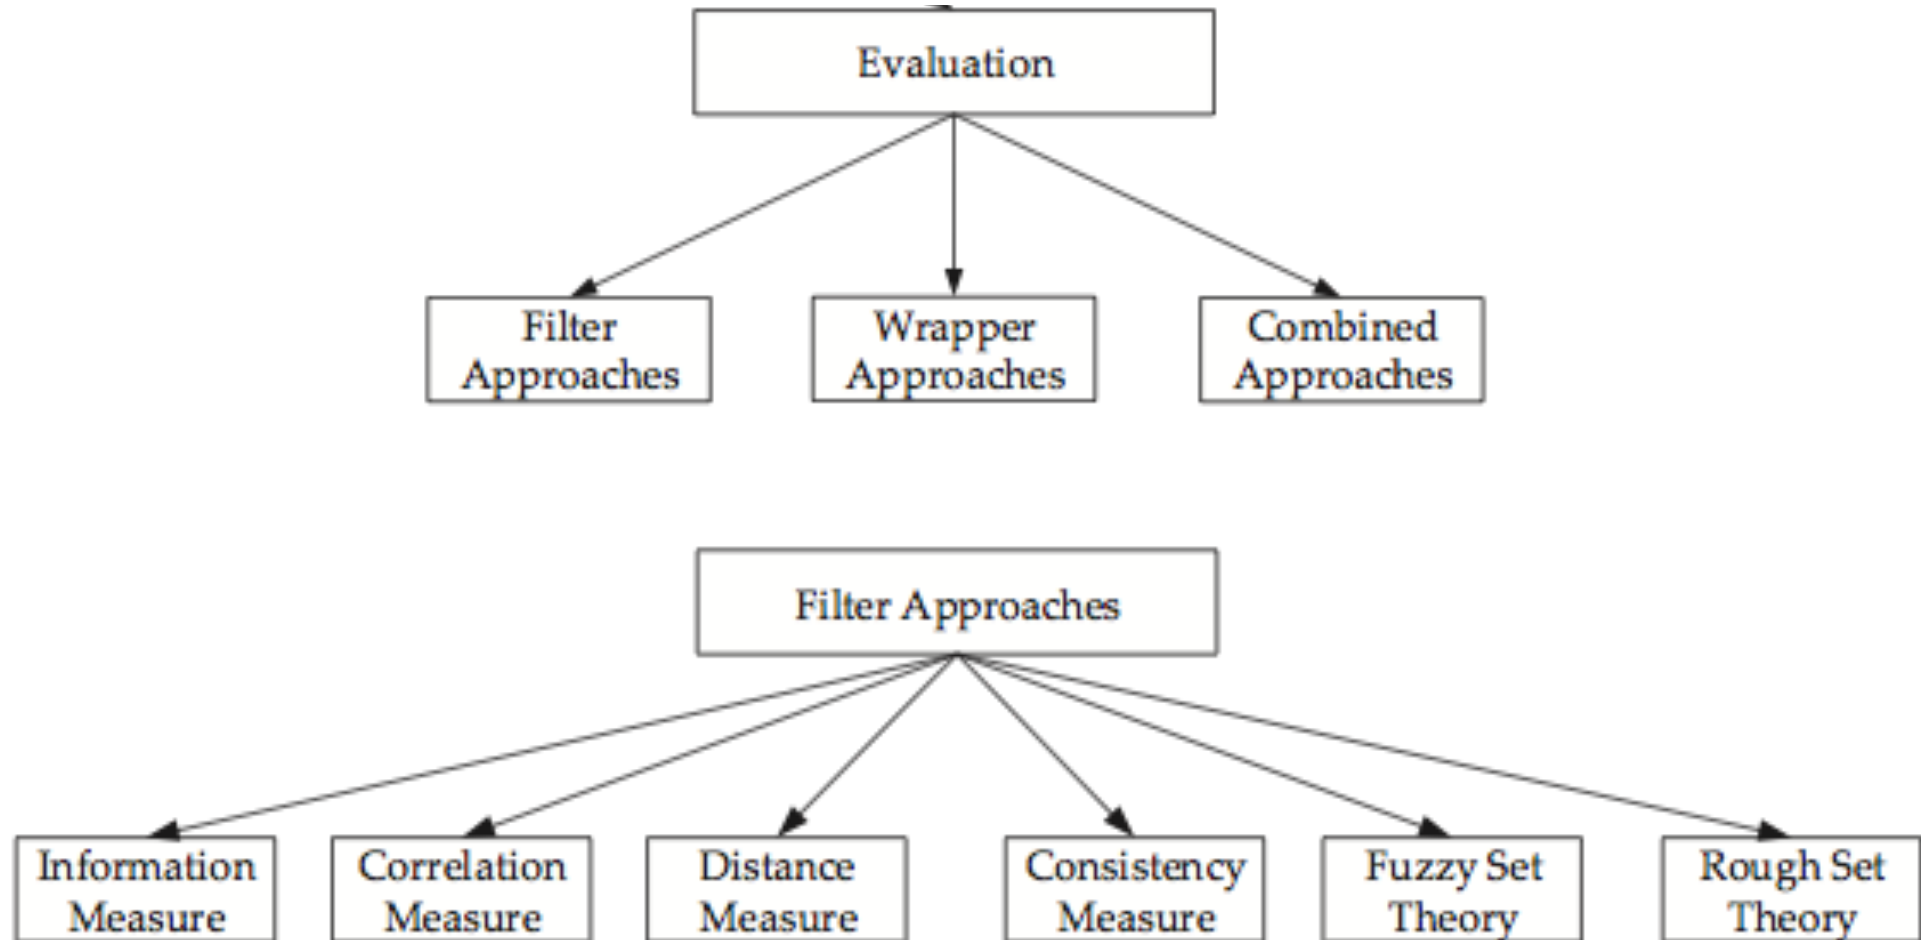 Evaluation
Filter
Approaches
Wrapper
Approaches
Combined
Approaches
Filter Approaches
Information
Measure
Correlation
Measure
Distance
Measure
Consistency
Measure
Fuzzy Set
Theory
Rough Set
Theory